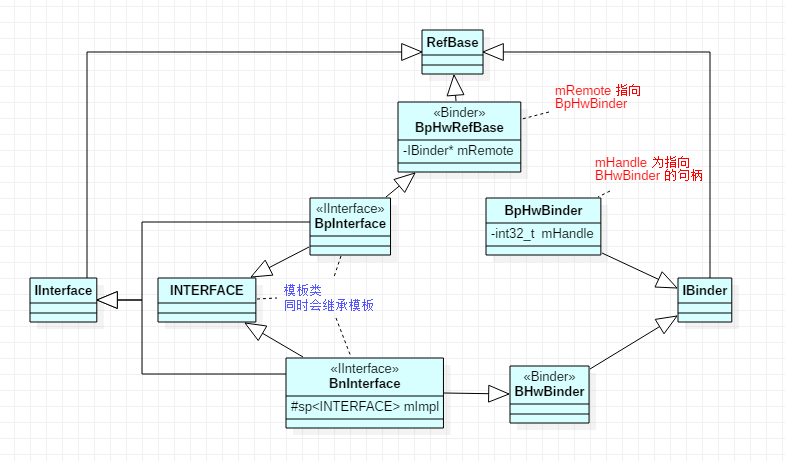 RefBase
«Binder»
BpHwRefBase
-IBinder* mRemote
mRemote 指向
BpHwBinder
mHandle 为指向
BHwBinder 的句柄
«IInterface»
BpInterface
BpHwBinder
-int32_t mHandle
IInterface
INTERFACE
模板类
同时会继承模板
IBinder
«IInterface»
BnInterface
#sp<INTERFACE> mImpl
«Binder»
BHwBinder